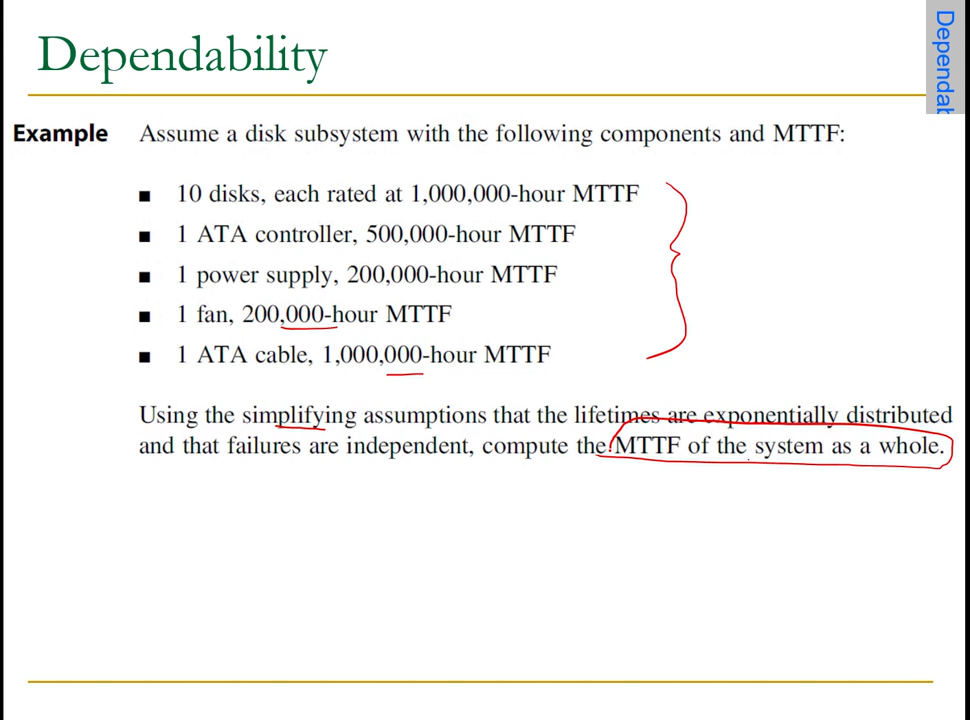 Dependability
Dependab
Example Assume a disk subsystem with the following components and MTTF:
■ 10 disks, each rated at 1,000,000-hour MTTF
■ 1 ATA controller, 500,000-hour MTTF
■ 1 power supply, 200,000-hour MTTF
■ 1 fan, 200,000-hour MTTF
■ 1 ATA cable, 1,000,000-hour MTTF
Using the simplifying assumptions that the lifetimes are exponentially distributed
and that failures are independent, compute the MTTF of the system as a whole.